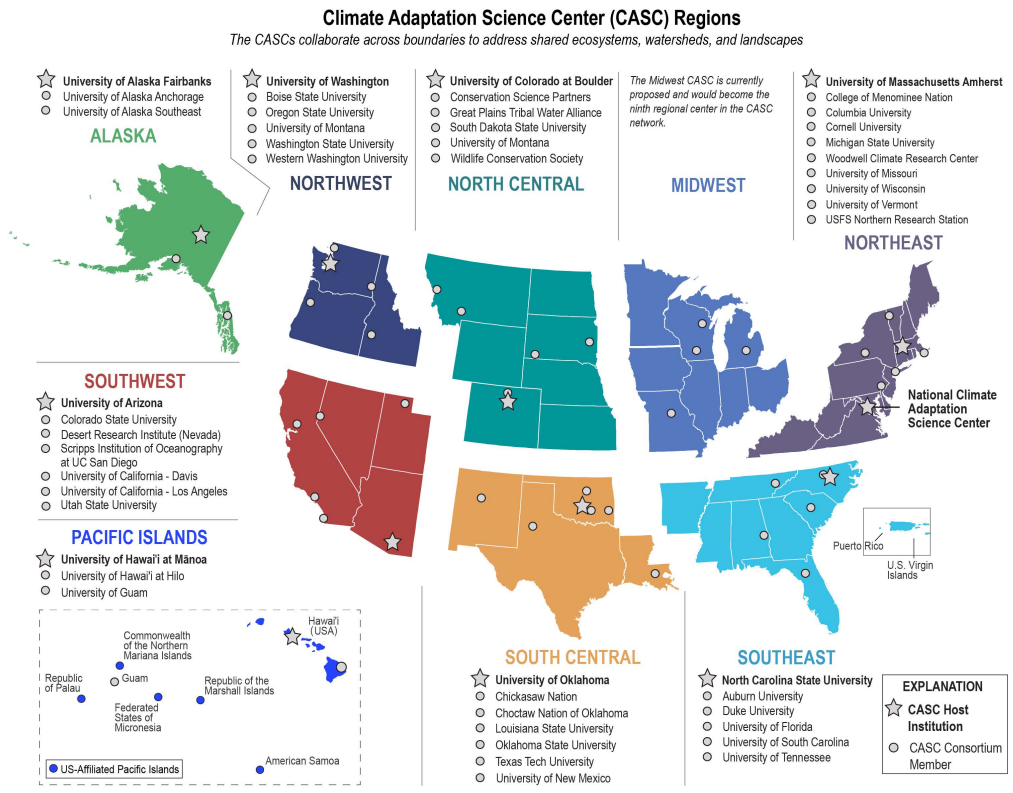 Climate Adaptation Science Center (CASC) Regions
The CASCs collaborate across boundaries to address shared ecosystems, watersheds, and landscapes
University of Alaska Fairbanks
University of Alaska Anchorage
University of Alaska Southeast
ALASKA
University of Washington
Boise State University
Oregon State University
University of Montana
Washington State University
Western Washington University
NORTHWEST
University of Colorado at Boulder
Conservation Science Partners
Great Plains Tribal Water Alliance
South Dakota State University
University of Montana
Wildlife Conservation Society
NORTH CENTRAL
The Midwest CASC is currently
proposed and would become the
ninth regional center in the CASC
network.
MIDWEST
University of Massachusetts Amherst
College of Menominee Nation
Columbia University
Cornell University
Michigan State University
Woodwell Climate Research Center
University of Missouri
University of Wisconsin
University of Vermont
USFS Northern Research Station
NORTHEAST
National Climate
Adaptation
Science Center
SOUTHWEST
University of Arizona
Colorado State University
Desert Research Institute (Nevada)
Scripps Institution of Oceanography
at UC San Diego
University of California - Davis
University of California - Los Angeles
Utah State University
PACIFIC ISLANDS
University of Hawai'i at Mānoa
University of Hawai'i at Hilo
University of Guam
Hawai'i
(USA)
Commonwealth
of the Northern
Mariana Islands
Guam
Republic
of Palau
Federated
States of
Micronesia
Republic of the
Marshall Islands
American Samoa
US-Affiliated Pacific Islands
SOUTH CENTRAL
University of Oklahoma
Chickasaw Nation
Choctaw Nation of Oklahoma
Louisiana State University
Oklahoma State University
Texas Tech University
University of New Mexico
Puerto Rico
U.S. Virgin
Islands
SOUTHEAST
North Carolina State University
Auburn University
Duke University
University of Florida
University of South Carolina
University of Tennessee
EXPLANATION
CASC Host
Institution
CASC Consortium
Member